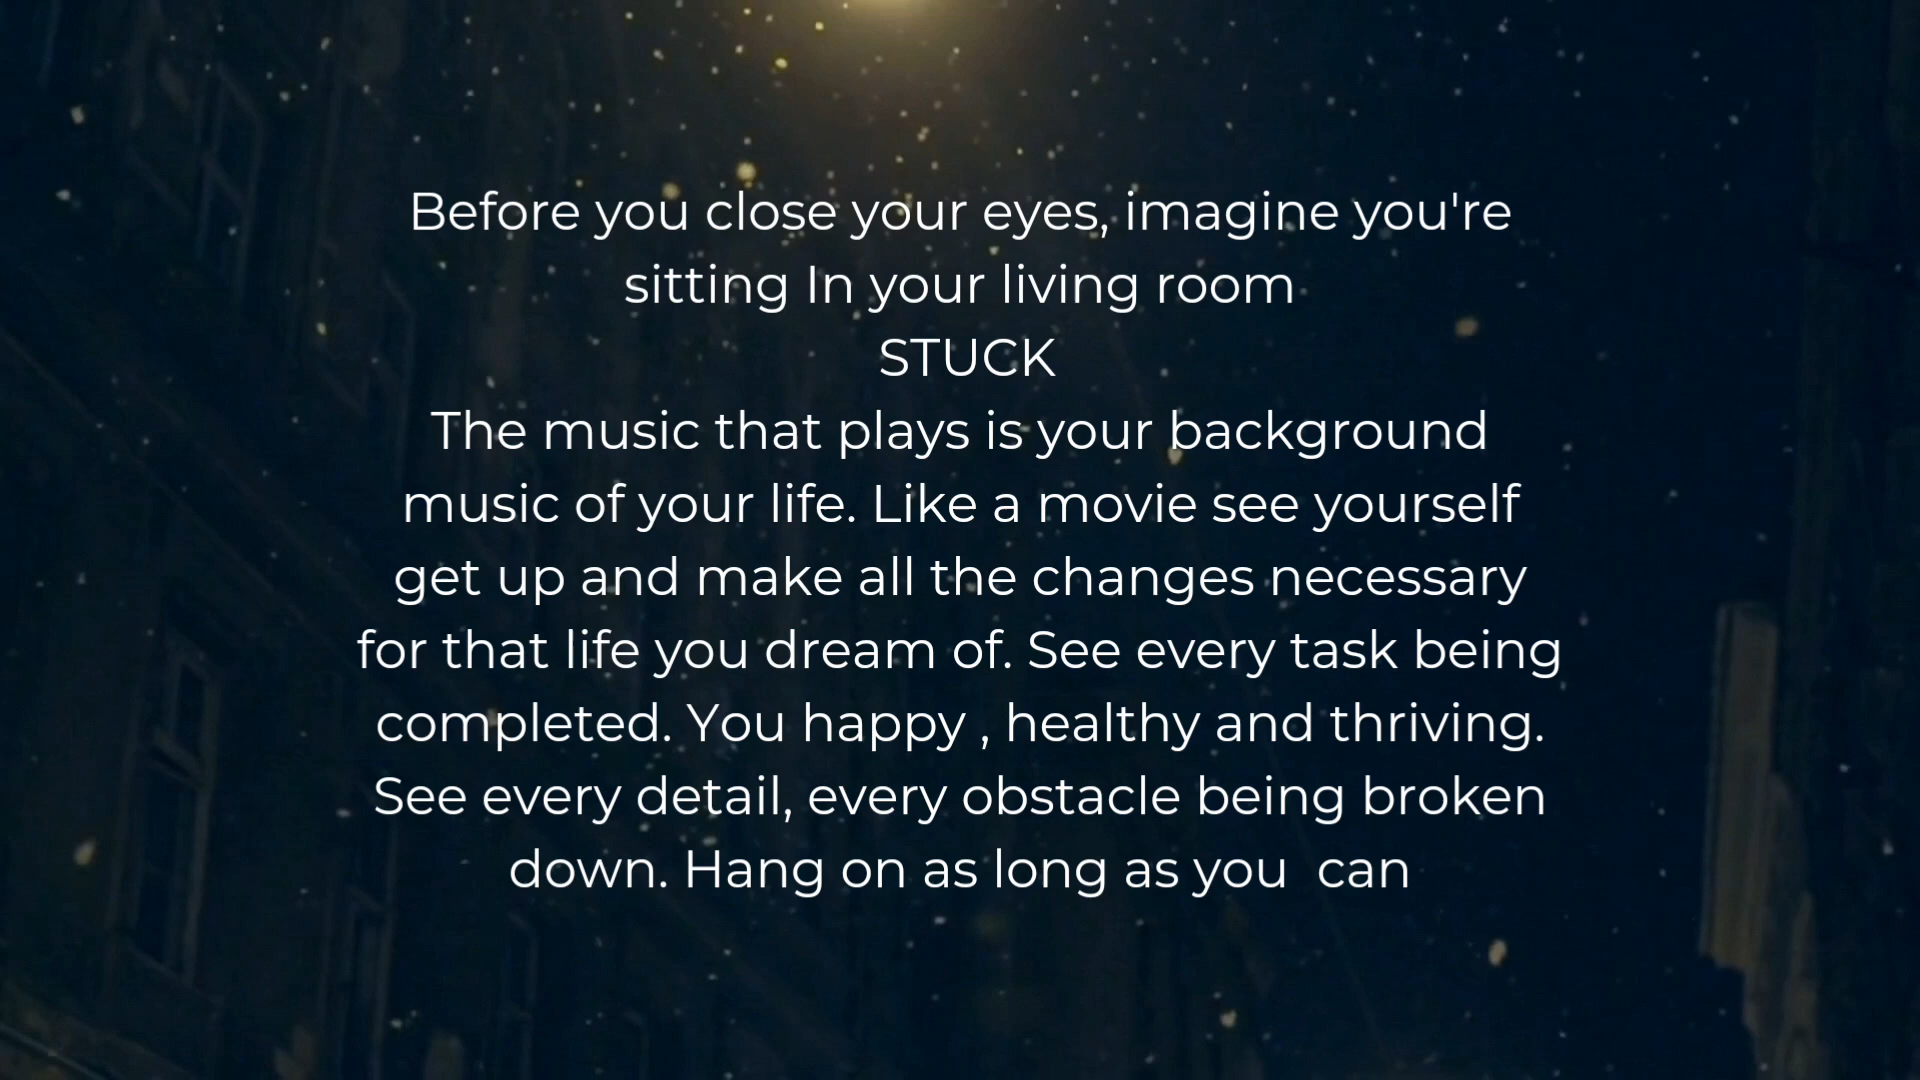 Before you close your eyes, imagine you're
sitting In your living room
STUCK
The music that plays is your background
music of your life. Like a movie see yourself
get up and make all the changes necessary
for that life you dream of. See every task being
completed. You happy , healthy and thriving.
See every detail, every obstacle being broken
down. Hang on as long as you  can